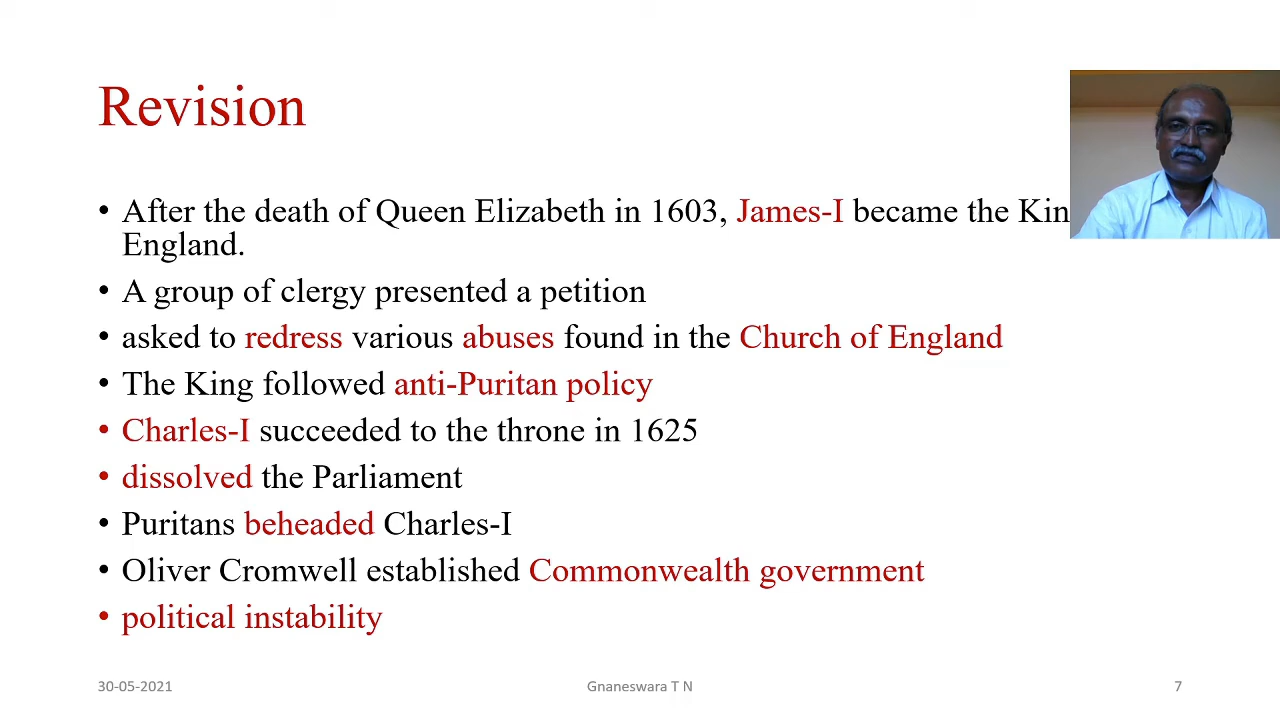 Revision
• After the death of Queen Elizabeth in 1603, James-I became the Kin
England.
• A group of clergy presented a petition
• asked to redress various abuses found in the Church of England
• The King followed anti-Puritan policy
• Charles-I succeeded to the throne in 1625
• dissolved the Parliament
• Puritans beheaded Charles-I
• Oliver Cromwell established Commonwealth government
• political instability
30-05-2021
Gnaneswara T N
7